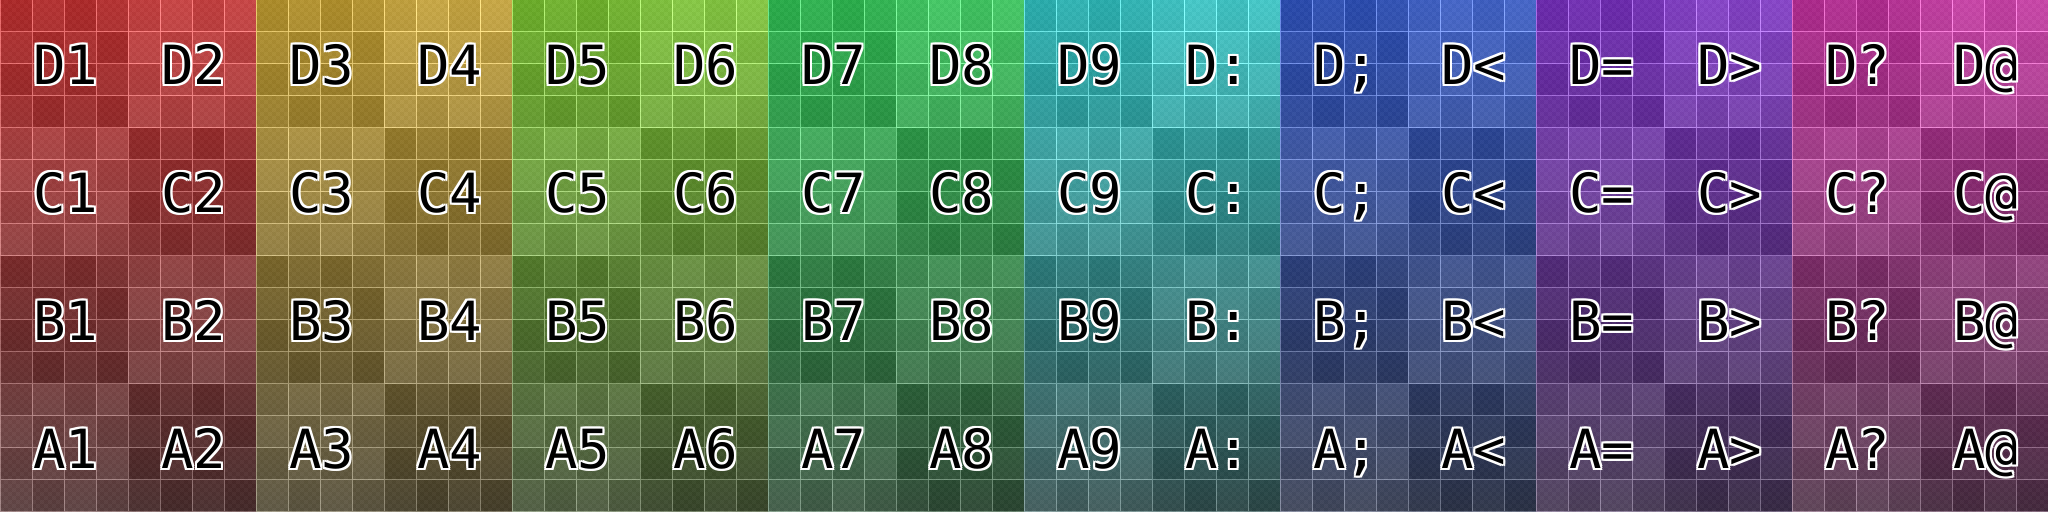 D1 D2 D3 D4 D5 D6 D7 D8 D9 D: D; D< D= D> D? D@
C1 C2 C3 C4 C5 C6 C7 C8 C9 C: C; C< C= C> C? C@
B1 B2 B3 B4 B5 B6 B7 B8 B9 B: B; B< B= B> B? B@
A1 A2 A3 A4 A5 A6 A7 A8 A9 A: A; A< A= A> A? A@